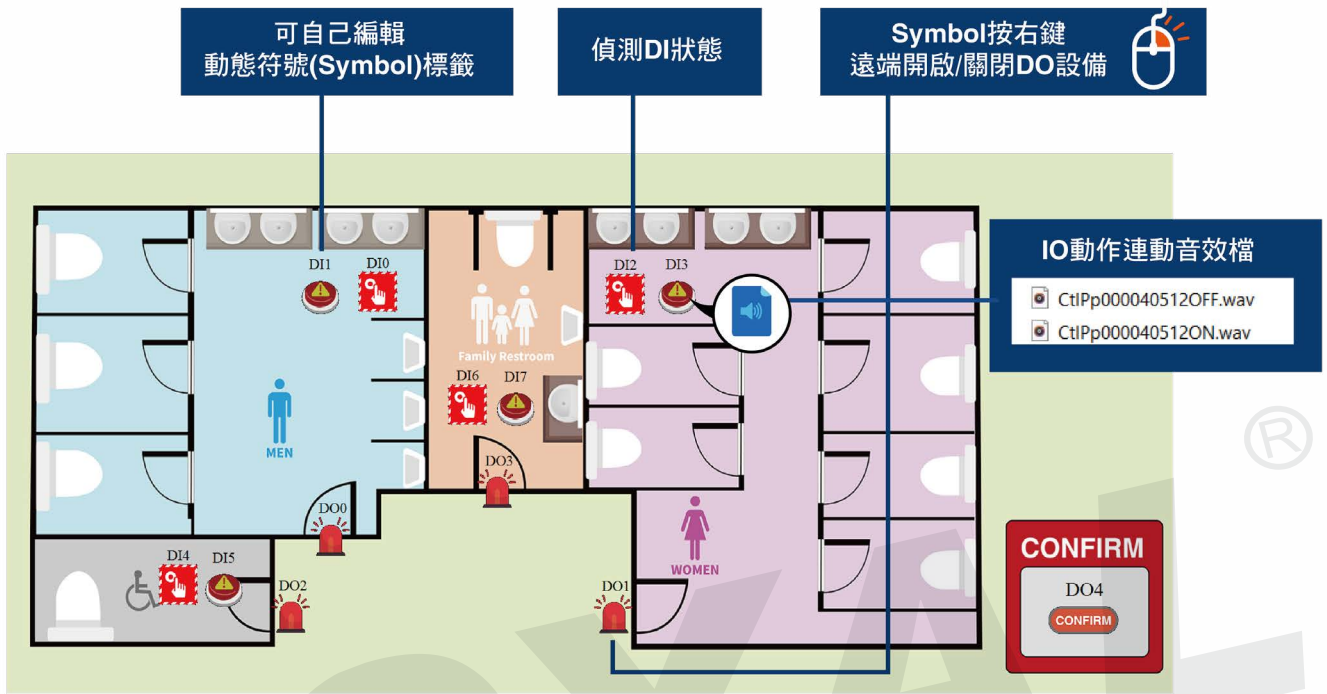 可自己編輯
動態符號(Symbol)標籤
偵測DI狀態
Symbol按右鍵
遠端開啟/關閉DO設備
IO動作連動音效檔
CtlPp000040512OFF.wav
CtlPp000040512ON.wav
DI1
DI0
DI2
DI3
Family Restroom
DI6
DI7
MEN
DO3
DO0
DI4
DI5
DO2
WOMEN
DO1
CONFIRM
DO4
CONFIRM
®